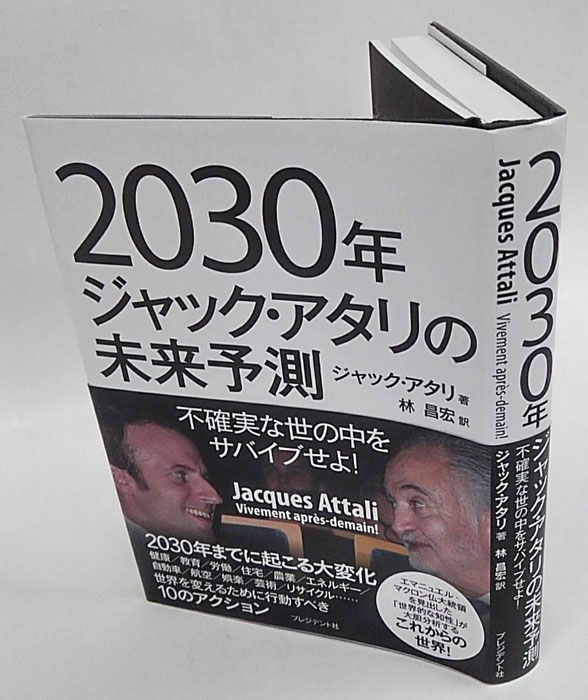 2030年
ジャック・アタリの
未来予測
ジャック・アタリ 著
林 昌宏 訳
不確実な世の中を
サバイブせよ!
Jacques Attali
Vivement après-demain!
2030年までに起こる大変化
健康/教育/労働/住宅/農業/エネルギー/
自動車/航空/娯楽/芸術/リサイクル……
世界を変えるために行動すべき
10のアクション
エマニュエル・
マクロン仏大統領
を見出した
「世界的な知性」が
大胆分析する
これからの
世界!
プレジデント社
2030年 ジャック・アタリの未来予測
不確実な世の中をサバイブせよ!
Jacques Attali Vivement après-demain!
ジャック・アタリ 著 林 昌宏 訳
プレジデント社